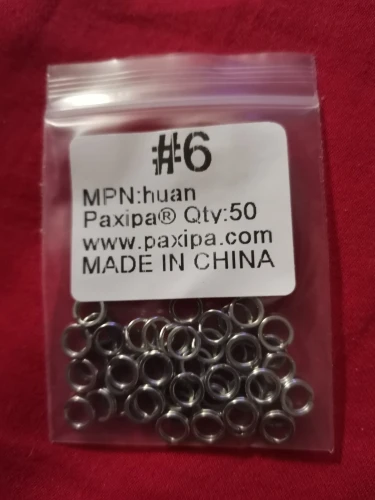 #6
MPN:huan
Paxipa® Qty:50
www.paxipa.com
MADE IN CHINA